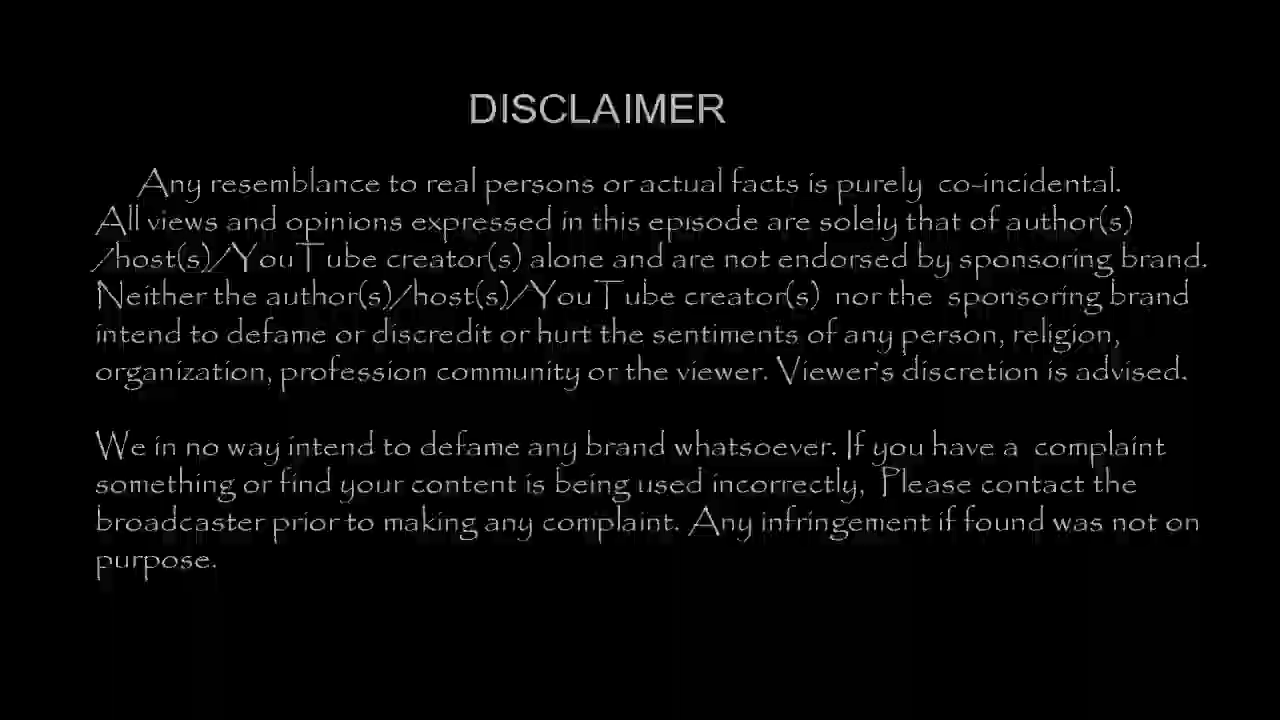 DISCLAIMER
Any resemblance to real persons or actual facts is purely co-incidental.
All views and opinions expressed in this episode are solely that of author(s)
/host(s)/YouTube creator(s) alone and are not endorsed by sponsoring brand.
Neither the author(s)/host(s)/YouTube creator(s) nor the sponsoring brand
intend to defame or discredit or hurt the sentiments of any person, religion,
organization, profession community or the viewer. Viewer's discretion is advised.
We in no way intend to defame any brand whatsoever. If you have a complaint
something or find your content is being used incorrectly, Please contact the
broadcaster prior to making any complaint. Any infringement if found was not on
purpose.